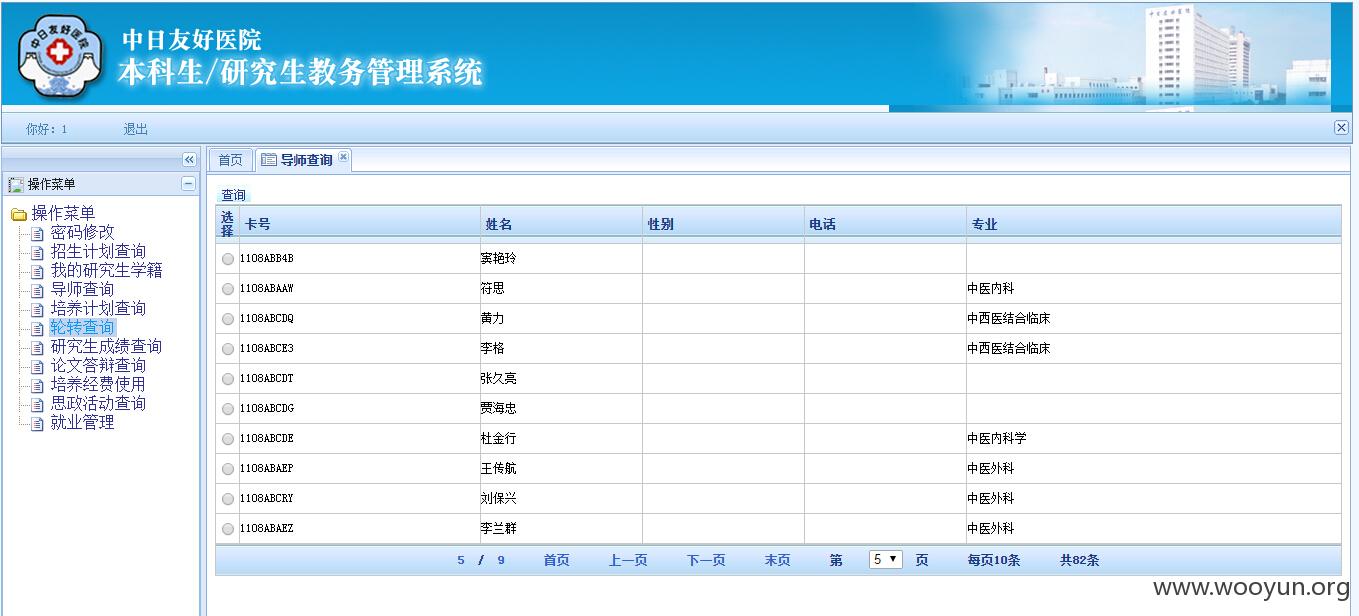 中日友好医院
中日友好医院
本科生/研究生教务管理系统
你好：1 退出
首页 导师查询
操作菜单
查询
操作菜单
密码修改
招生计划查询
我的研究生学籍
导师查询
培养计划查询
轮转查询
研究生成绩查询
论文答辩查询
培养经费使用
思政活动查询
就业管理
选择 卡号 姓名 性别 电话 专业
1108ABB4B 窦艳玲
1108ABAAW 符思 中医内科
1108ABCDQ 黄力 中西医结合临床
1108ABCE3 李格 中西医结合临床
1108ABCDT 张久亮
1108ABCDG 贾海忠
1108ABCDE 杜金行 中医内科学
1108ABAEP 王传航 中医外科
1108ABCRY 刘保兴 中医外科
1108ABAEZ 李兰群 中医外科
5 / 9 首页 上一页 下一页 末页 第 5 页 每页10条 共82条
www.wooyun.org